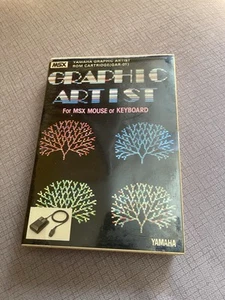 MSX YAMAHA GRAPHIC ARTIST
ROM CARTRIDGE(GAR-01)
GRAPHIC
ARTIST
For MSX MOUSE or KEYBOARD
YAMAHA